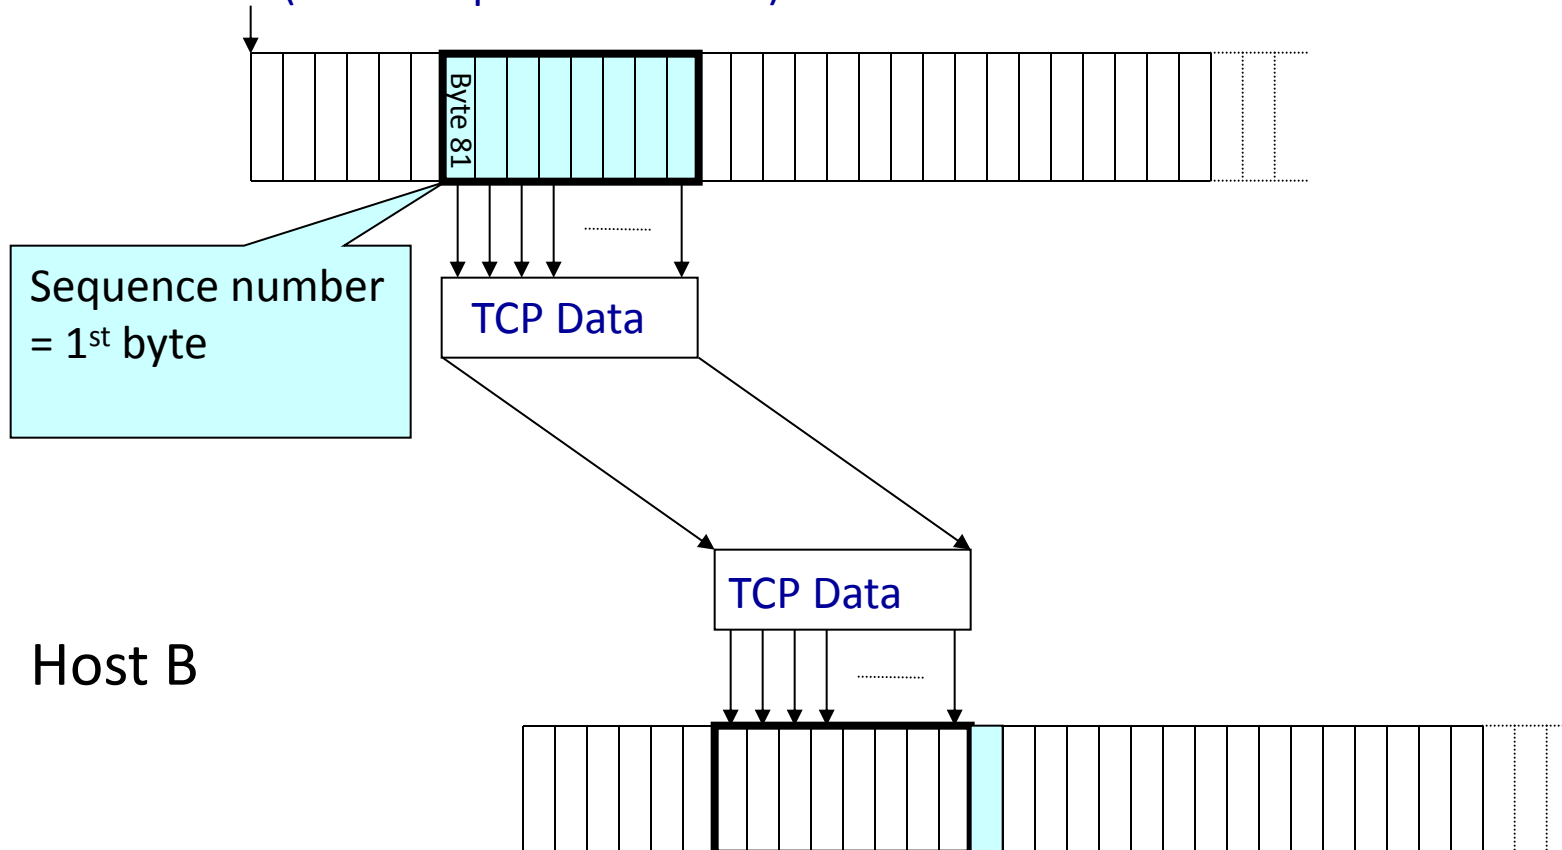 Byte 81
Sequence number
= 1st byte
TCP Data
TCP Data
Host B